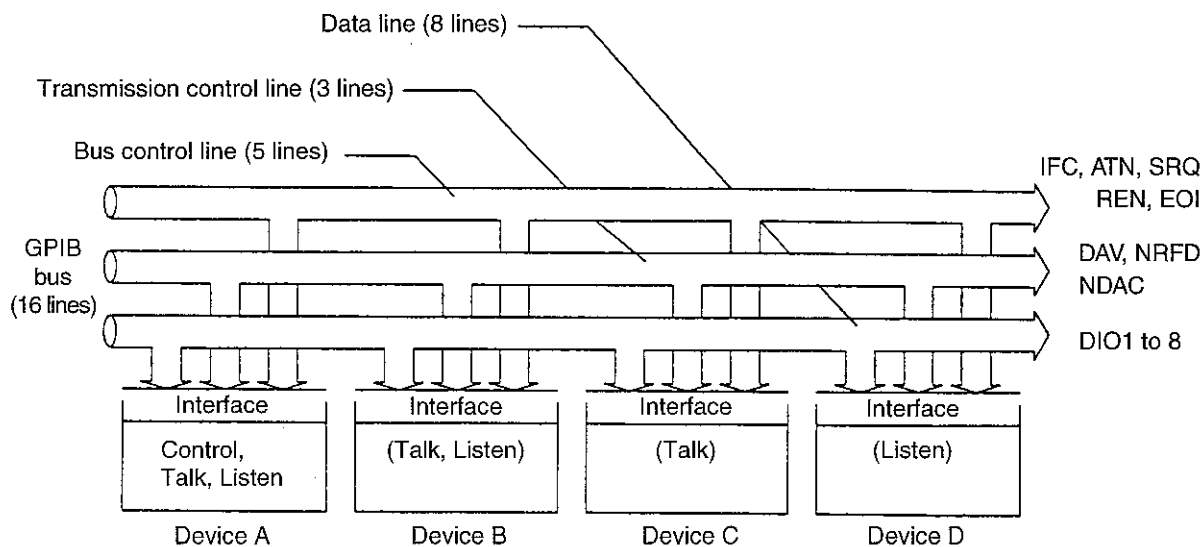 Data line (8 lines)
Transmission control line (3 lines)
Bus control line (5 lines)
IFC, ATN, SRQ
REN, EOI
GPIB
bus
(16 lines)
DAV, NRFD
NDAC
DIO1 to 8
Interface
Interface
Interface
Interface
Control,
Talk, Listen
(Talk, Listen)
(Talk)
(Listen)
Device A
Device B
Device C
Device D